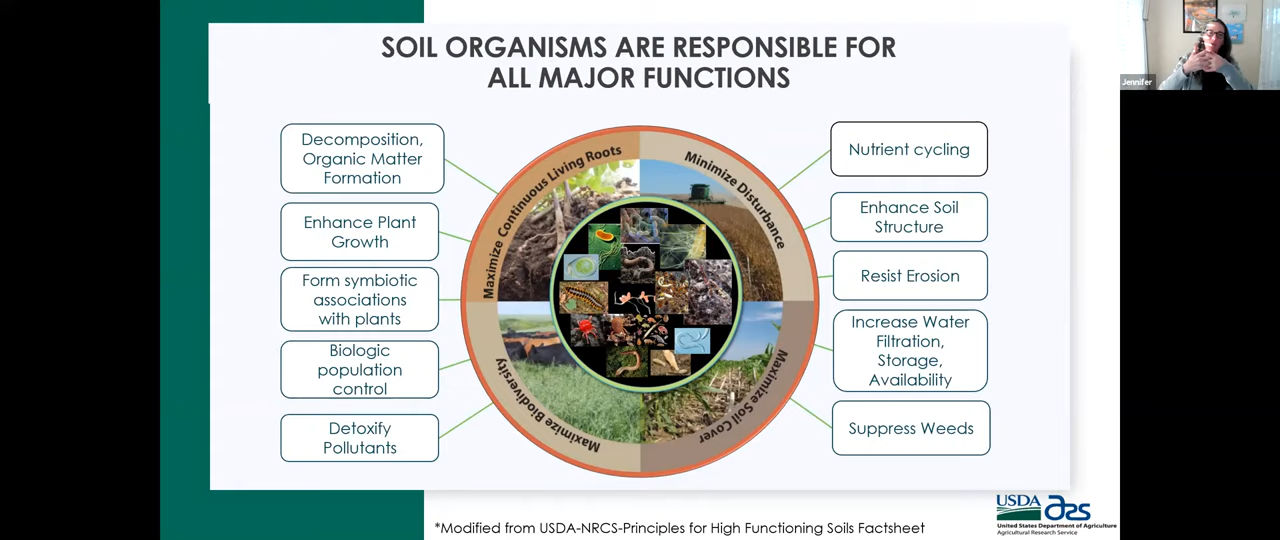 SOIL ORGANISMS ARE RESPONSIBLE FOR
ALL MAJOR FUNCTIONS
Jennifer
Decomposition,
Organic Matter
Formation
Enhance Plant
Growth
Form symbiotic
associations
with plants
Biologic
population
control
Detoxify
Pollutants
Maximize Continuous Living Roots
Minimize Disturbance
Maximize Biodiversity
Maximize Soil Cover
Nutrient cycling
Enhance Soil
Structure
Resist Erosion
Increase Water
Filtration,
Storage,
Availability
Suppress Weeds
*Modified from USDA-NRCS-Principles for High Functioning Soils Factsheet
USDA ars
United States Department of Agriculture
Agricultural Research Service